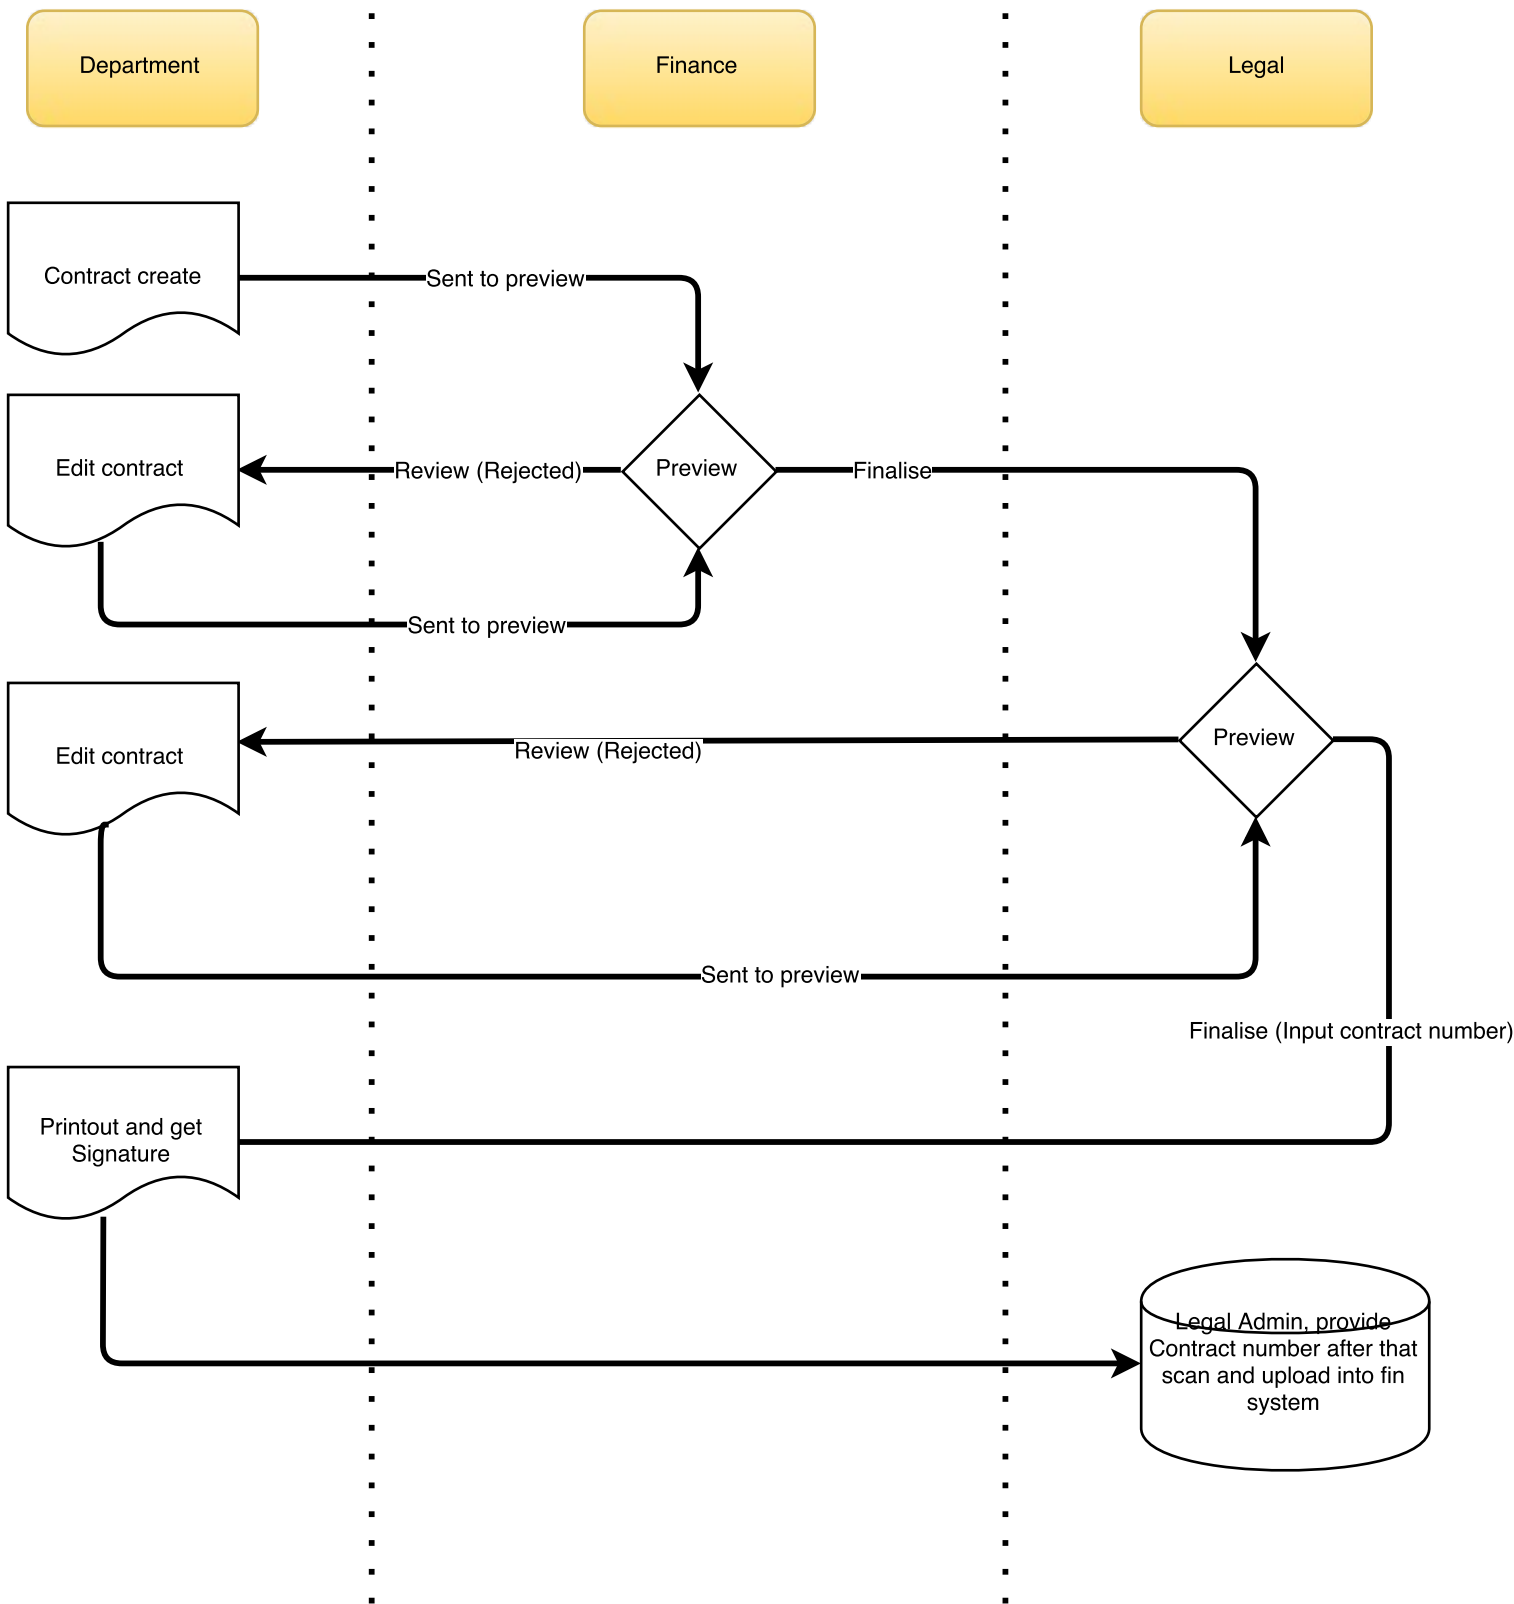 Department
Finance
Legal
Contract create
Sent to preview
Edit contract
Review (Rejected)
Preview
Finalise
Sent to preview
Edit contract
Review (Rejected)
Preview
Sent to preview
Finalise (Input contract number)
Printout and get
Signature
Legal Admin, provide
Contract number after that
scan and upload into fin
system